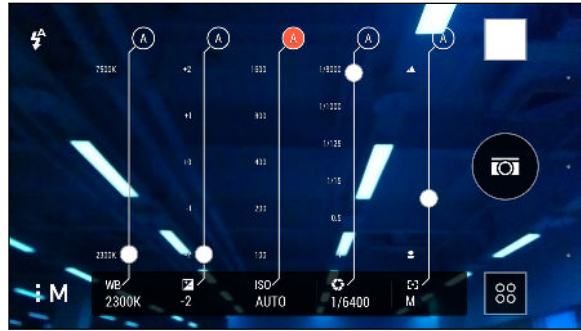 A
A A A A A
7500K +2 1600 1/8000
+1 800 1/1000
+0 400 1/125
-1 200 1/15
0.5
2300K 100
M
WB ISO
2300K -2 AUTO 1/6400 M